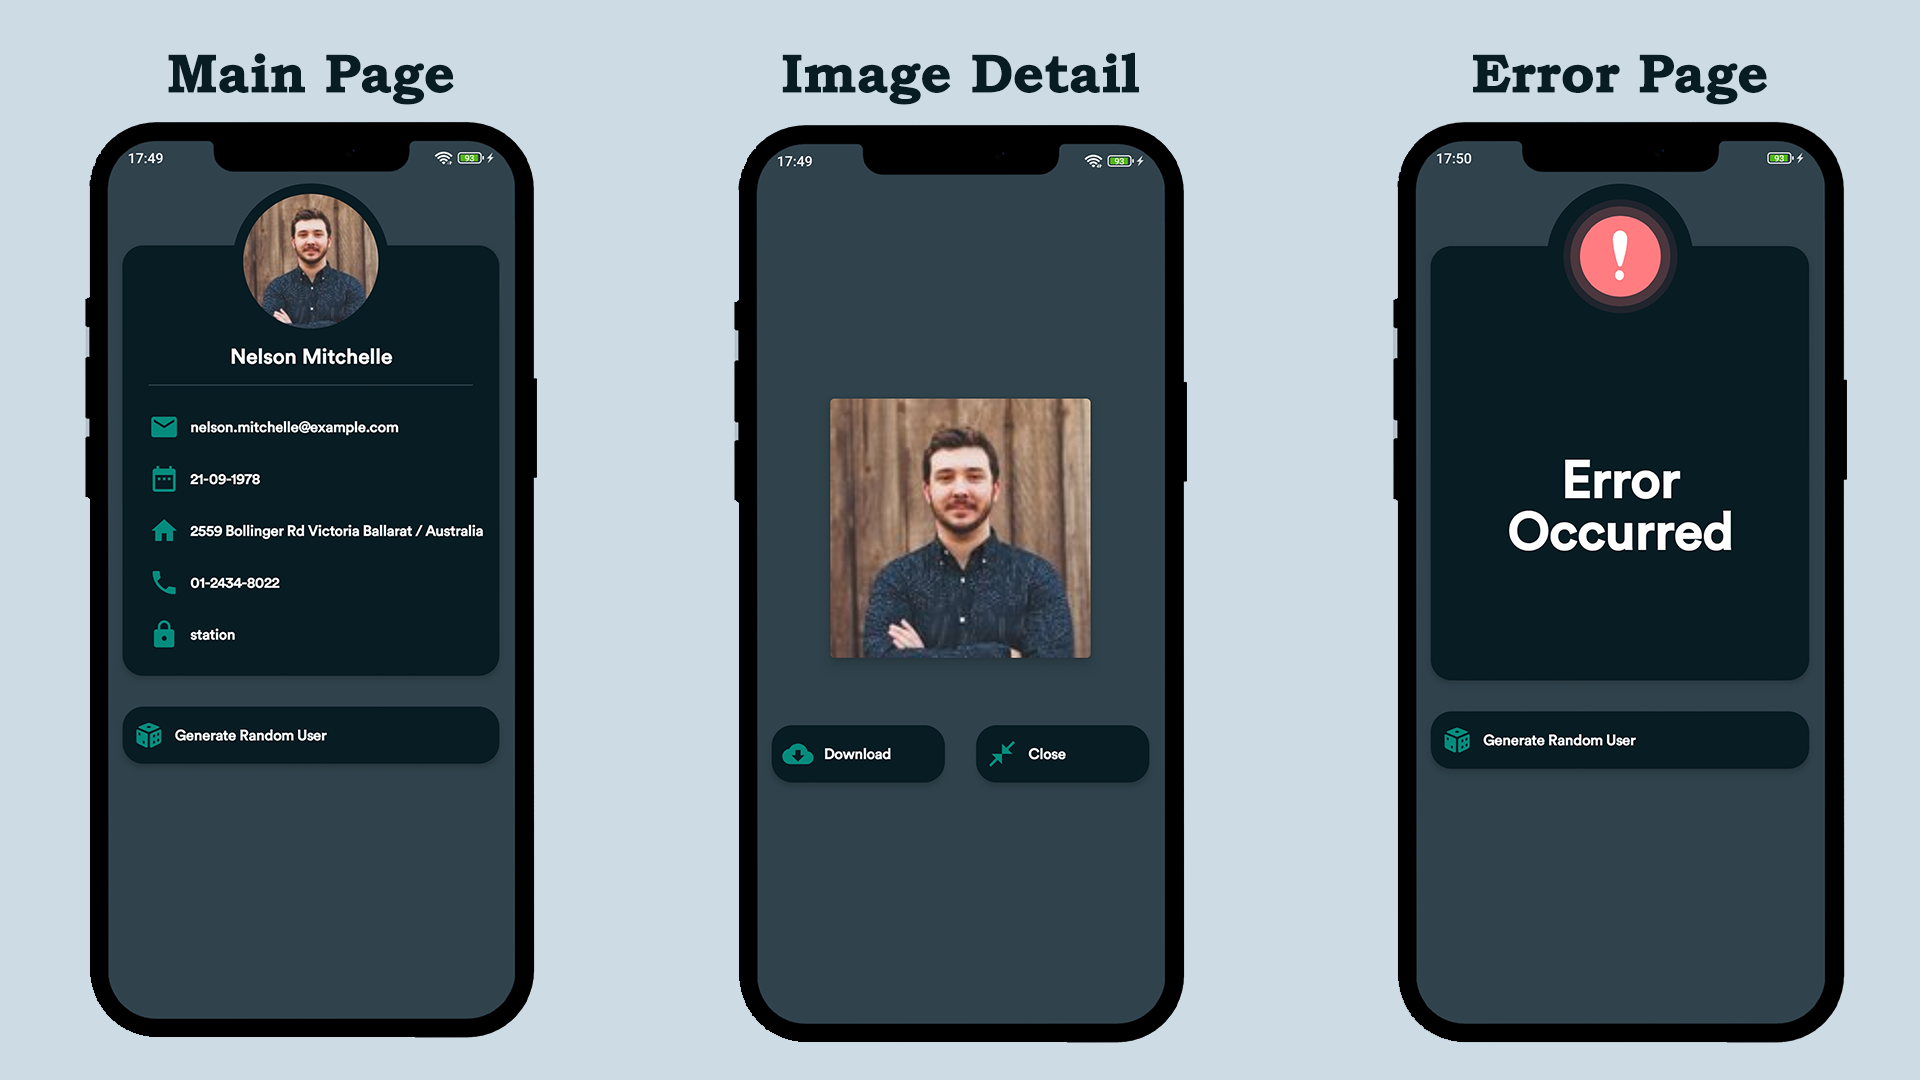 Main Page
17:49
93
Nelson Mitchelle
nelson.mitchelle@example.com
21-09-1978
2559 Bollinger Rd Victoria Ballarat / Australia
01-2434-8022
station
Generate Random User
Image Detail
17:49
93
Download
Close
Error Page
17:50
93
!
Error
Occurred
Generate Random User